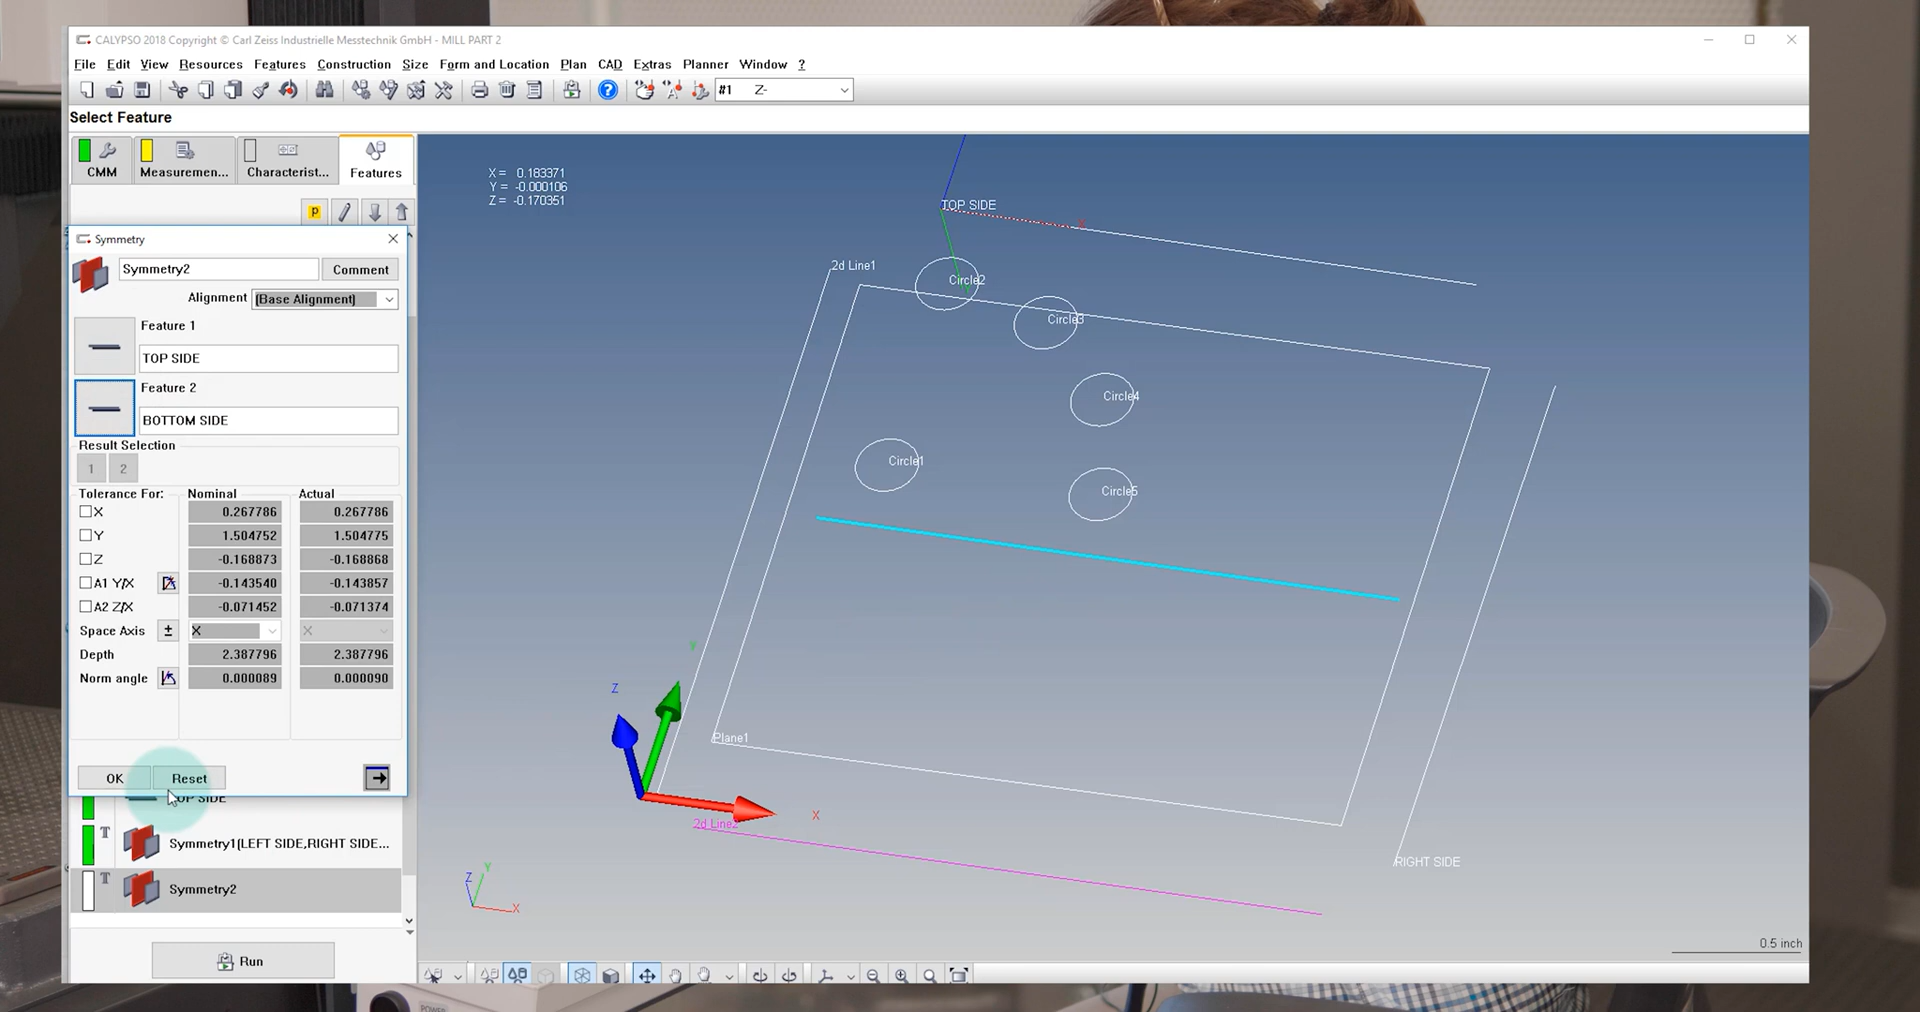 CALYPSO 2018 Copyright © Carl Zeiss Industrielle Messtechnik GmbH - MILL PART 2
File Edit View Resources Features Construction Size Form and Location Plan CAD Extras Planner Window ?
#1 Z-
Select Feature
CMM Measuremen... Characterist... Features
p
Symmetry
Symmetry2 Comment
Alignment (Base Alignment)
Feature 1
TOP SIDE
Feature 2
BOTTOM SIDE
Result Selection
1 2
Tolerance For: Nominal Actual
X 0.267786 0.267786
Y 1.504752 1.504775
Z -0.168873 -0.168868
A1 Y/X -0.143540 -0.143857
A2 Z/X -0.071452 -0.071374
Space Axis ± X X
Depth 2.387796 2.387796
Norm angle 0.000089 0.000090
OK Reset
TOP SIDE
T Symmetry1(LEFT SIDE,RIGHT SIDE...
T Symmetry2
Run
X = 0.183371
Y = -0.000106
Z = -0.170351
TOP SIDE
X
2d Line1
Circle2
Circle3
Circle4
Circle1
Circle5
Y
Z
Plane1
X
2d Line2
RIGHT SIDE
Y
Z
X
0.5 inch
POWER